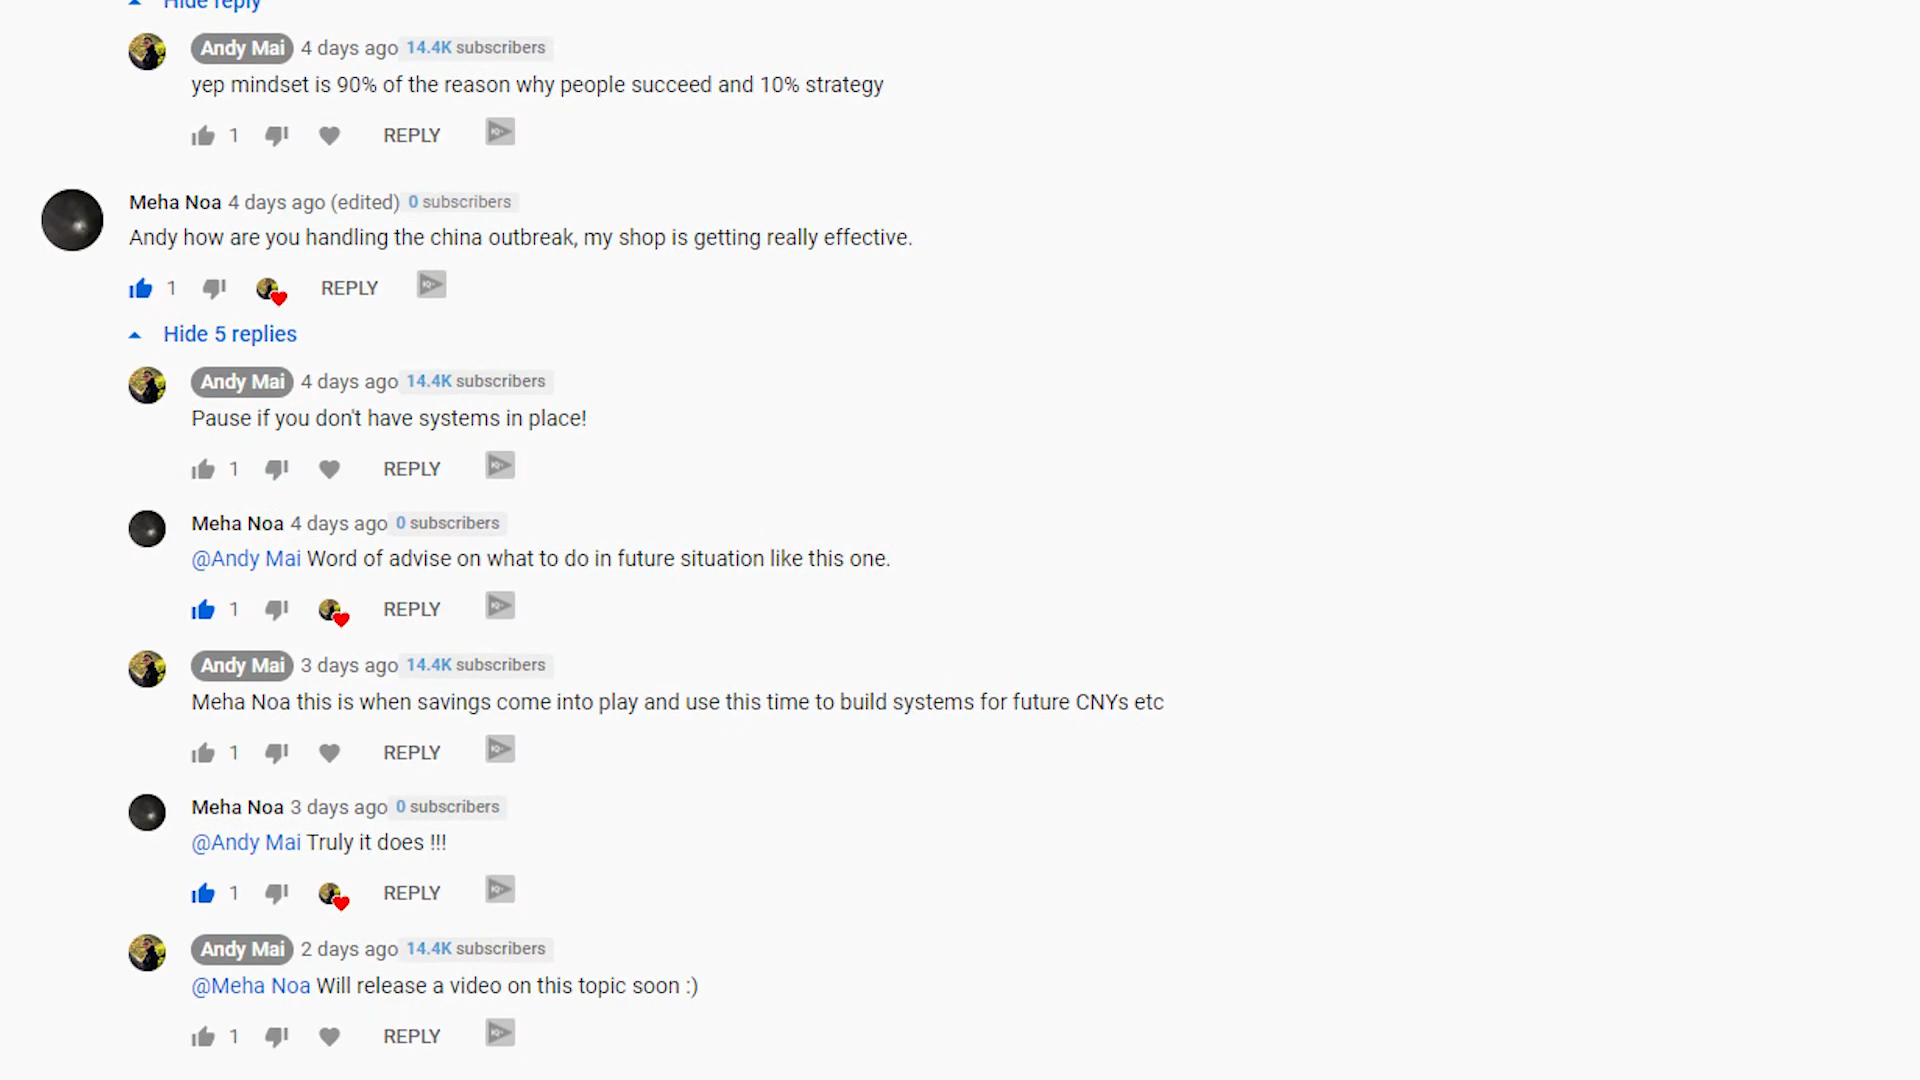 Hide reply
Andy Mai 4 days ago 14.4K subscribers
yep mindset is 90% of the reason why people succeed and 10% strategy
1 REPLY
Meha Noa 4 days ago (edited) 0 subscribers
Andy how are you handling the china outbreak, my shop is getting really effective.
1 REPLY
Hide 5 replies
Andy Mai 4 days ago 14.4K subscribers
Pause if you don't have systems in place!
1 REPLY
Meha Noa 4 days ago 0 subscribers
@Andy Mai Word of advise on what to do in future situation like this one.
1 REPLY
Andy Mai 3 days ago 14.4K subscribers
Meha Noa this is when savings come into play and use this time to build systems for future CNYs etc
1 REPLY
Meha Noa 3 days ago 0 subscribers
@Andy Mai Truly it does !!!
1 REPLY
Andy Mai 2 days ago 14.4K subscribers
@Meha Noa Will release a video on this topic soon :)
1 REPLY